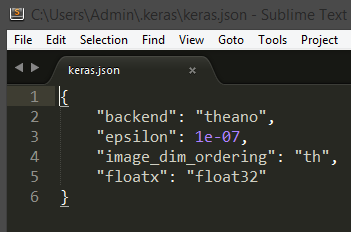 C:\Users\Admin\.keras\keras.json - Sublime Text
File Edit Selection Find View Goto Tools Project
keras.json ×
1 {
2 "backend": "theano",
3 "epsilon": 1e-07,
4 "image_dim_ordering": "th",
5 "floatx": "float32"
6 }